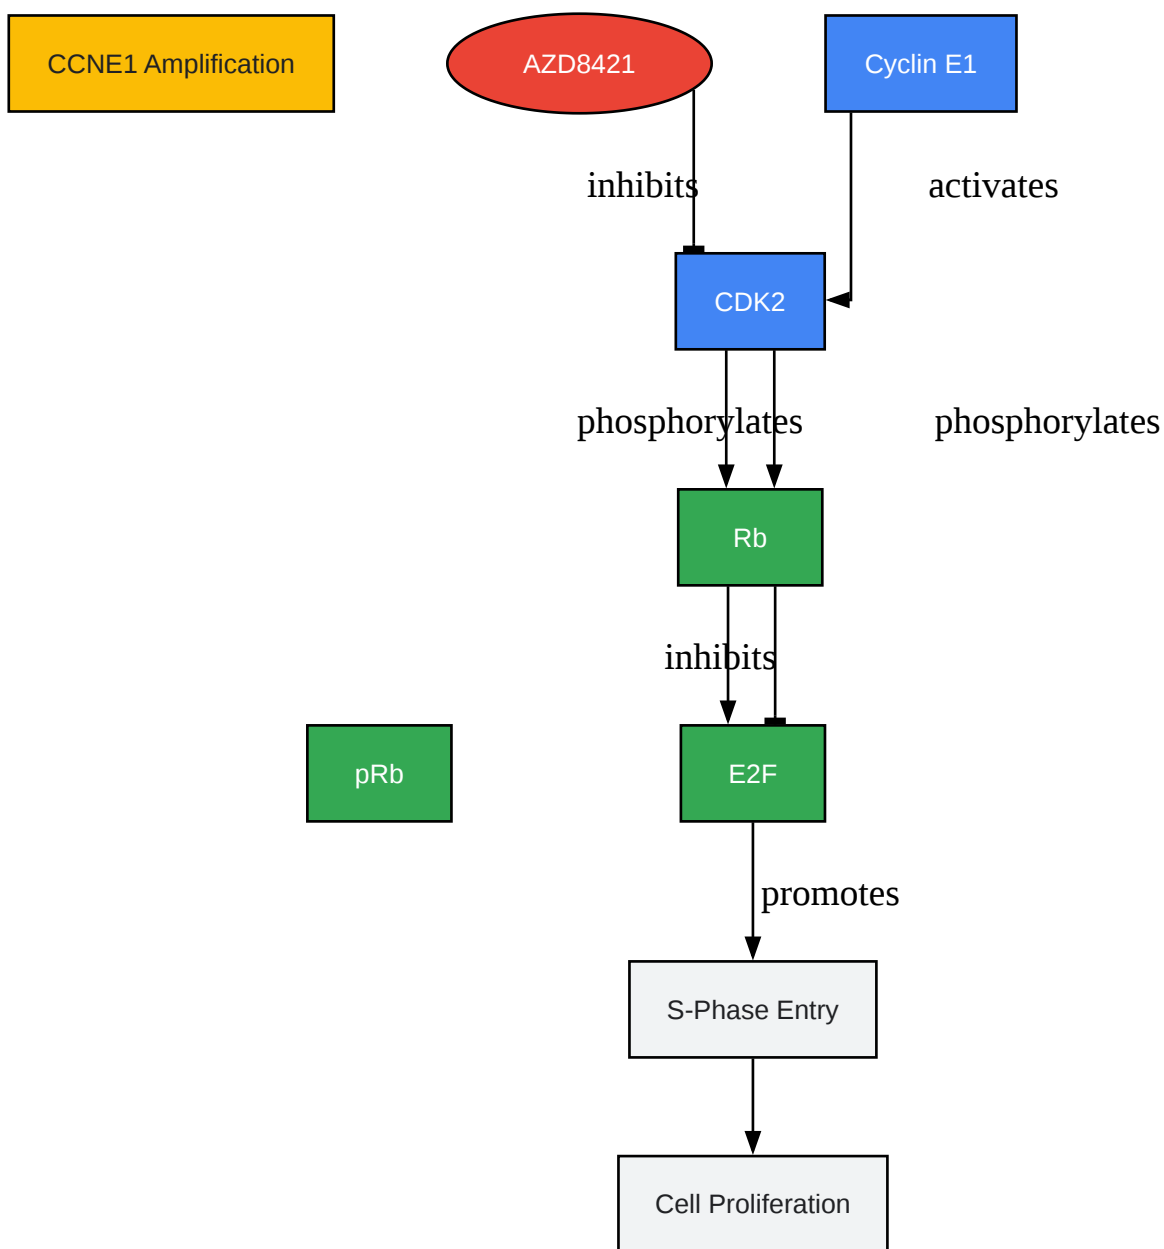 CCNE1 Amplification
AZD8421
Cyclin E1
inhibits
activates
CDK2
phosphorylates
phosphorylates
Rb
inhibits
pRb
E2F
promotes
S-Phase Entry
Cell Proliferation